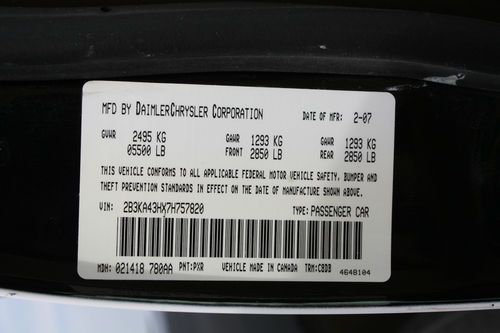 MFD BY DAIMLERCHRYSLER CORPORATION DATE OF MFR: 2-07
GVWR 2495 KG GAWR 1293 KG GAWR 1293 KG
05500 LB FRONT 2850 LB REAR 2850 LB
THIS VEHICLE CONFORMS TO ALL APPLICABLE FEDERAL MOTOR VEHICLE SAFETY, BUMPER AND
THEFT PREVENTION STANDARDS IN EFFECT ON THE DATE OF MANUFACTURE SHOWN ABOVE.
VIN: 2B3KA43HX7H757820 TYPE: PASSENGER CAR
MDH: 021418 780AA PNT: PXR VEHICLE MADE IN CANADA TRM: C8D8 4648104